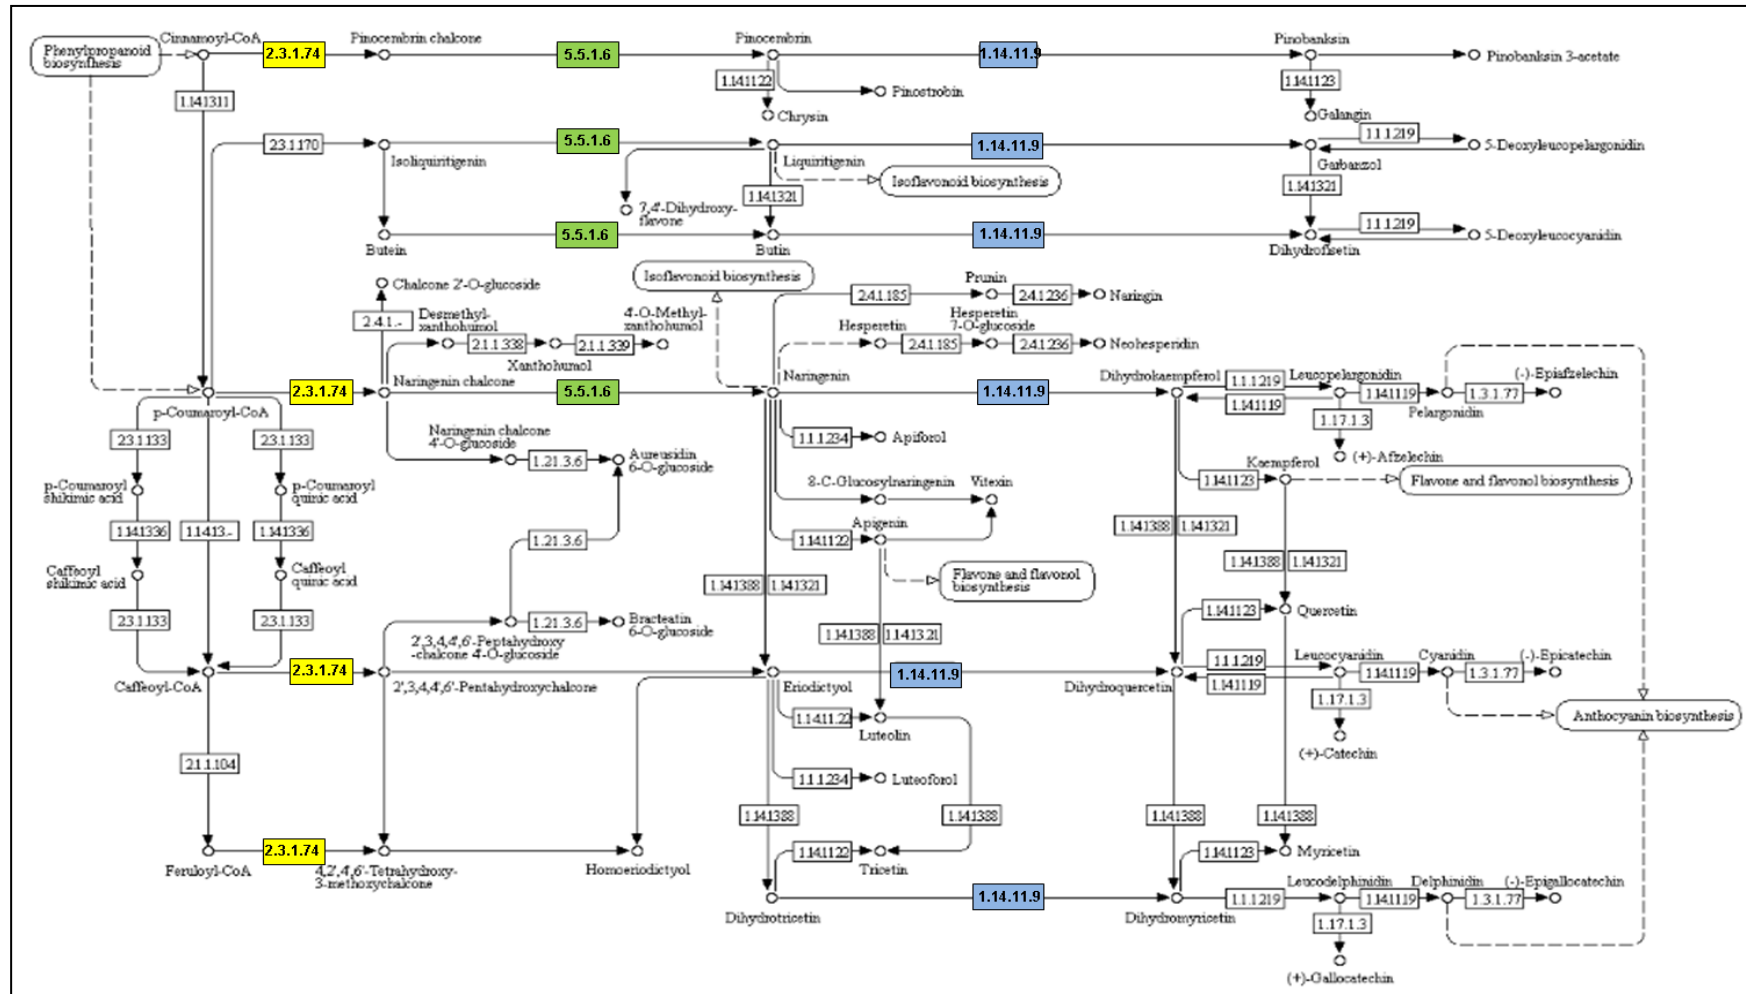 Phenylpropanoid
biosynthesis
Cinnamoyl-CoA
2.3.1.74
Pinocembrin chalcone
5.5.1.6
Pinocembrin
1.14.11.9
Pinobanksin
Pinobanksin 3-acetate
1.14.13.11
1.14.11.22
Pinostrobin
Chrysin
1.14.11.23
Galangin
2.3.1.170
Isoliquiritigenin
5.5.1.6
Liquiritigenin
1.14.11.9
Garbanzol
1.1.1.219
5-Deoxyleucopelargonidin
Isoflavonoid biosynthesis
7,4'-Dihydroxy-
flavone
1.14.13.21
1.14.13.21
Butein
5.5.1.6
Butin
1.14.11.9
Dihydrofisetin
1.1.1.219
5-Deoxyleucocyanidin
Isoflavonoid biosynthesis
Chalcone 2'-O-glucoside
2.4.1.-
Desmethyl-
xanthohumol
2.1.1.338
Xanthohumol
2.1.1.339
4'-O-Methyl-
xanthohumol
2.4.1.185
Prunin
2.4.1.236
Naringin
Hesperetin
2.4.1.185
Hesperetin
7-O-glucoside
2.4.1.236
Neohesperidin
p-Coumaroyl-CoA
2.3.1.74
Naringenin chalcone
5.5.1.6
Naringenin
1.14.11.9
Dihydrokaempferol
1.1.1.219
1.14.11.19
Leucopelargonidin
1.14.11.19
Pelargonidin
1.3.1.77
(-)-Epiafzelechin
1.17.1.3
(+)-Afzelechin
2.3.1.133
2.3.1.133
Naringenin chalcone
4'-O-glucoside
1.21.3.6
Aureusidin
6-O-glucoside
1.1.1.234
Apiforol
8-C-Glucosylnaringenin
Vitexin
1.14.11.23
Kaempferol
Flavone and flavonol biosynthesis
p-Coumaroyl
shikimic acid
p-Coumaroyl
quinic acid
1.14.13.36
1.14.13.-
1.14.13.36
1.21.3.6
1.14.11.22
Apigenin
1.14.13.88
1.14.13.21
1.14.13.88
1.14.13.21
Caffeoyl
shikimic acid
Caffeoyl
quinic acid
1.14.13.88
1.14.13.21
Flavone and flavonol
biosynthesis
2.3.1.133
2.3.1.133
1.21.3.6
Bracteatin
6-O-glucoside
2',3,4,4',6'-Peptahydroxy
-chalcone 4'-O-glucoside
1.14.13.88
1.14.13.21
1.14.11.23
Quercetin
Caffeoyl-CoA
2.3.1.74
2',3,4,4',6'-Pentahydroxychalcone
Eriodictyol
1.14.11.9
Dihydroquercetin
1.1.1.219
1.14.11.19
Leucocyanidin
1.14.11.19
Cyanidin
1.3.1.77
(-)-Epicatechin
1.17.1.3
(+)-Catechin
Anthocyanin biosynthesis
1.14.11.22
Luteolin
1.1.1.234
Luteoforol
2.1.1.104
1.14.13.88
1.14.13.88
1.14.13.88
1.14.13.88
Feruloyl-CoA
2.3.1.74
4,2',4',6'-Tetrahydroxy-
3-methoxychalcone
Homoeriodictyol
1.14.11.22
Tricetin
1.14.11.23
Myricetin
Dihydrotricetin
1.14.11.9
Dihydromyricetin
1.1.1.219
Leucodelphinidin
1.14.11.19
Delphinidin
1.3.1.77
(-)-Epigallocatechin
1.17.1.3
(+)-Gallocatechin